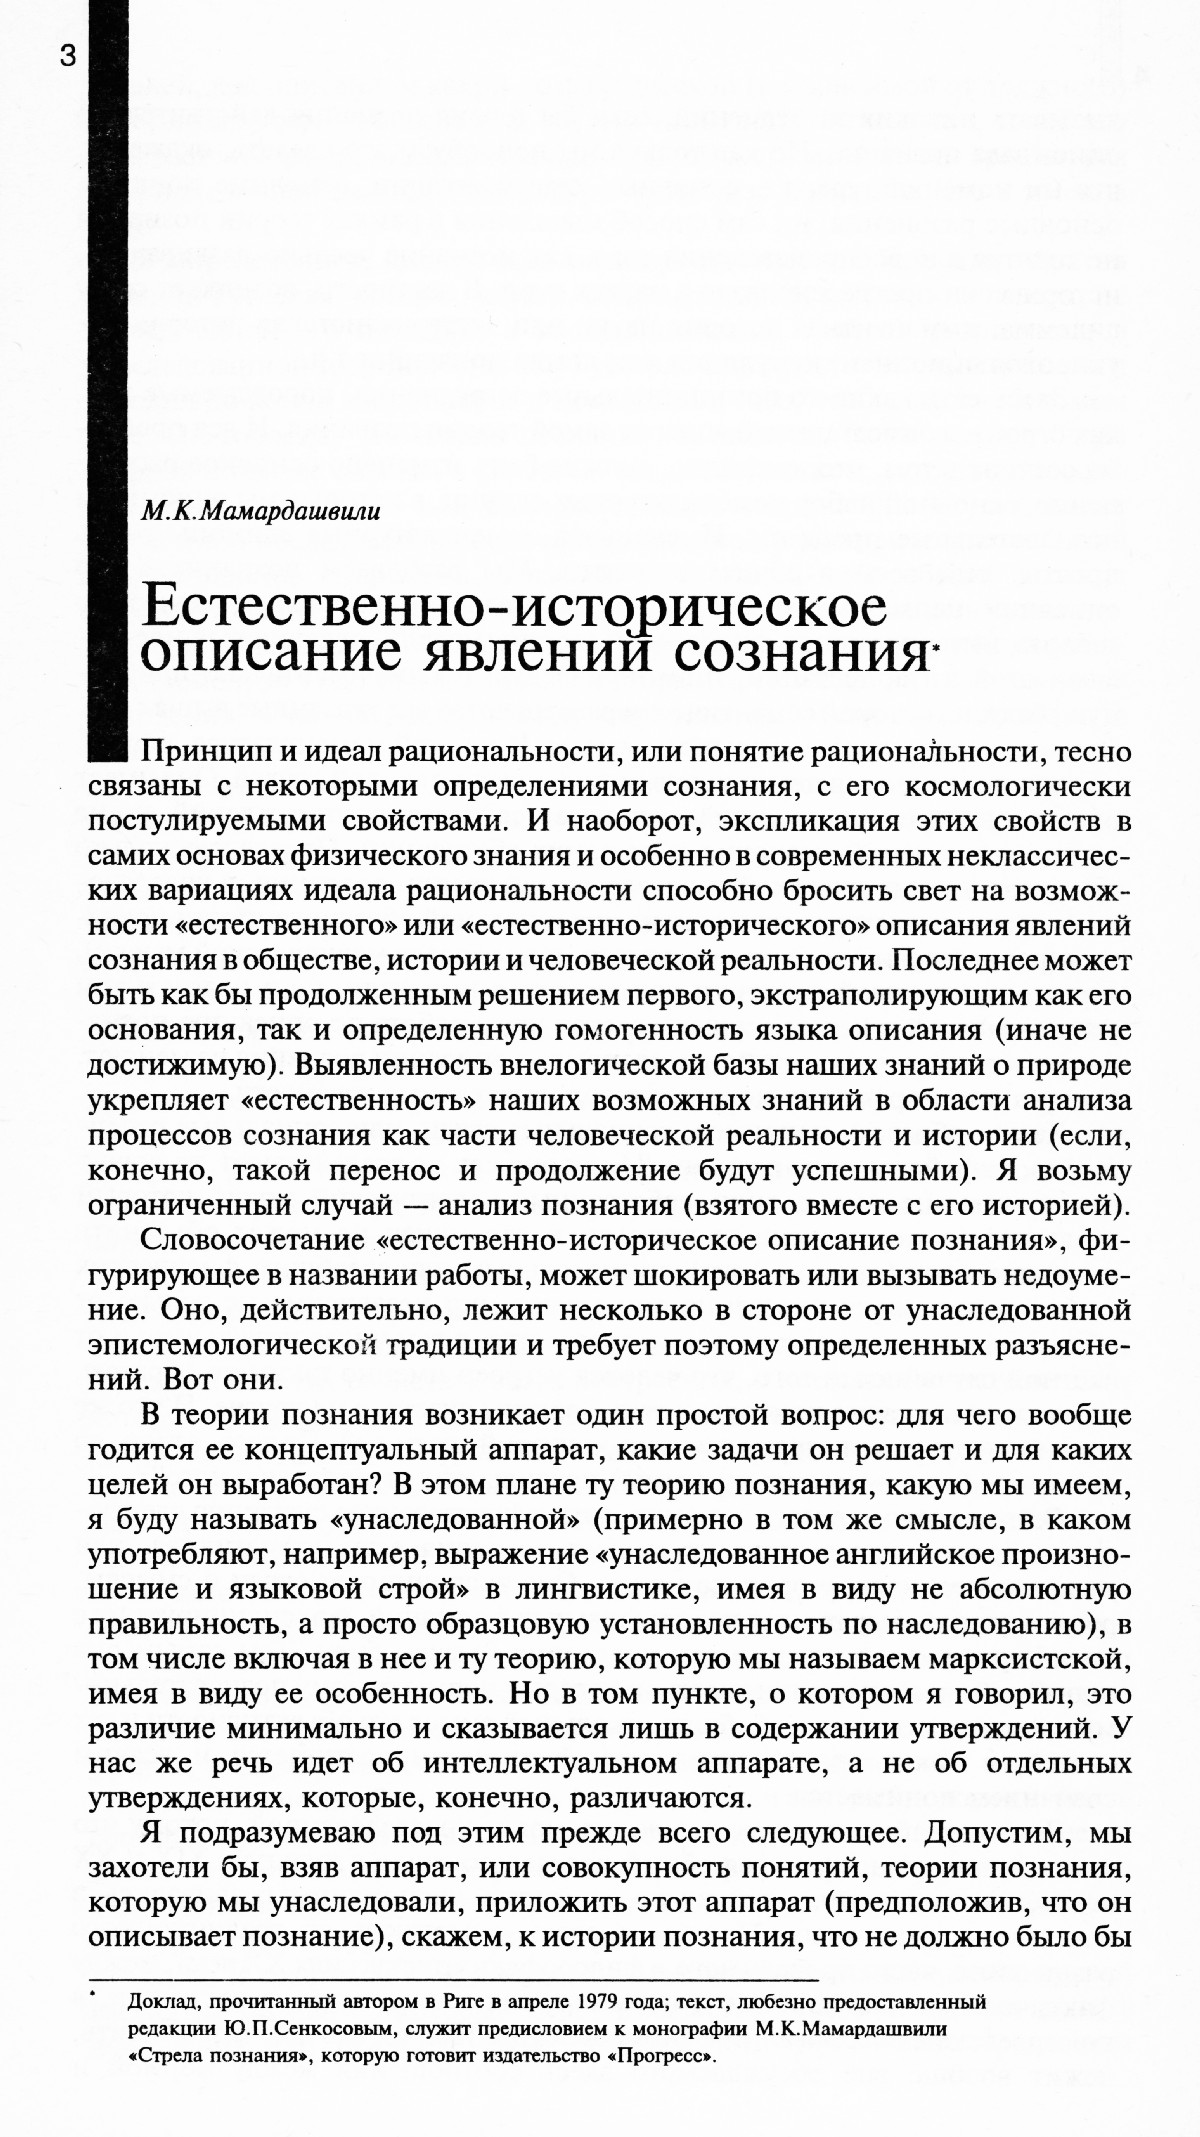 3
М.К.Мамардашвили
Естественно-историческое
описание явлений сознания*
Принцип и идеал рациональности, или понятие рациональности, тесно
связаны с некоторыми определениями сознания, с его космологически
постулируемыми свойствами. И наоборот, экспликация этих свойств в
самих основах физического знания и особенно в современных неклассичес-
ких вариациях идеала рациональности способно бросить свет на возмож-
ности «естественного» или «естественно-исторического» описания явлений
сознания в обществе, истории и человеческой реальности. Последнее может
быть как бы продолженным решением первого, экстраполирующим как его
основания, так и определенную гомогенность языка описания (иначе не
достижимую). Выявленность внелогической базы наших знаний о природе
укрепляет «естественность» наших возможных знаний в области анализа
процессов сознания как части человеческой реальности и истории (если,
конечно, такой перенос и продолжение будут успешными). Я возьму
ограниченный случай — анализ познания (взятого вместе с его историей).
Словосочетание «естественно-историческое описание познания», фи-
гурирующее в названии работы, может шокировать или вызывать недоуме-
ние. Оно, действительно, лежит несколько в стороне от унаследованной
эпистемологической традиции и требует поэтому определенных разъясне-
ний. Вот они.
В теории познания возникает один простой вопрос: для чего вообще
годится ее концептуальный аппарат, какие задачи он решает и для каких
целей он выработан? В этом плане ту теорию познания, какую мы имеем,
я буду называть «унаследованной» (примерно в том же смысле, в каком
употребляют, например, выражение «унаследованное английское произно-
шение и языковой строй» в лингвистике, имея в виду не абсолютную
правильность, а просто образцовую установленность по наследованию), в
том числе включая в нее и ту теорию, которую мы называем марксистской,
имея в виду ее особенность. Но в том пункте, о котором я говорил, это
различие минимально и сказывается лишь в содержании утверждений. У
нас же речь идет об интеллектуальном аппарате, а не об отдельных
утверждениях, которые, конечно, различаются.
Я подразумеваю под этим прежде всего следующее. Допустим, мы
захотели бы, взяв аппарат, или совокупность понятий, теории познания,
которую мы унаследовали, приложить этот аппарат (предположив, что он
описывает познание), скажем, к истории познания, что не должно было бы
* Доклад, прочитанный автором в Риге в апреле 1979 года; текст, любезно предоставленный
редакции Ю.П.Сенкосовым, служит предисловием к монографии М.К.Мамардашвили
«Стрела познания», которую готовит издательство «Прогресс».